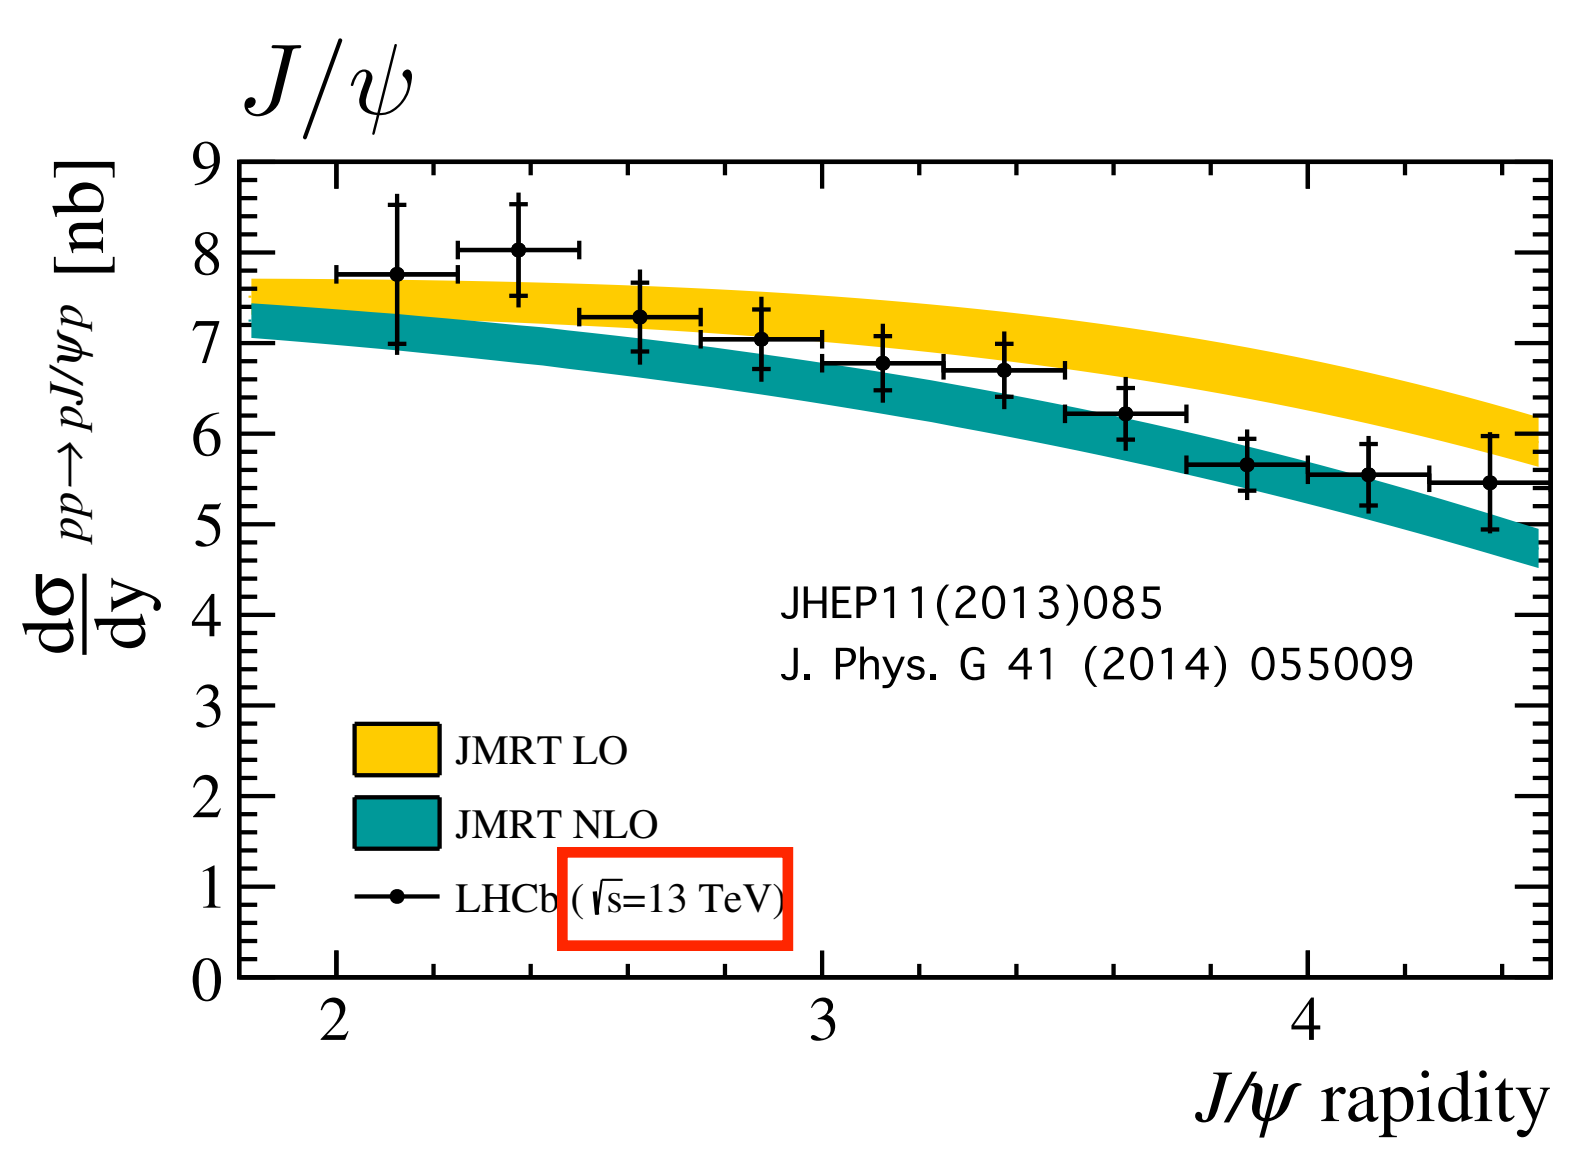 J/ψ
dσ/dy pp→pJ/ψp [nb]
9
8
7
6
5
4
3
2
1
0
JHEP11(2013)085
J. Phys. G 41 (2014) 055009
JMRT LO
JMRT NLO
LHCb (√s=13 TeV)
2 3 4
J/ψ rapidity